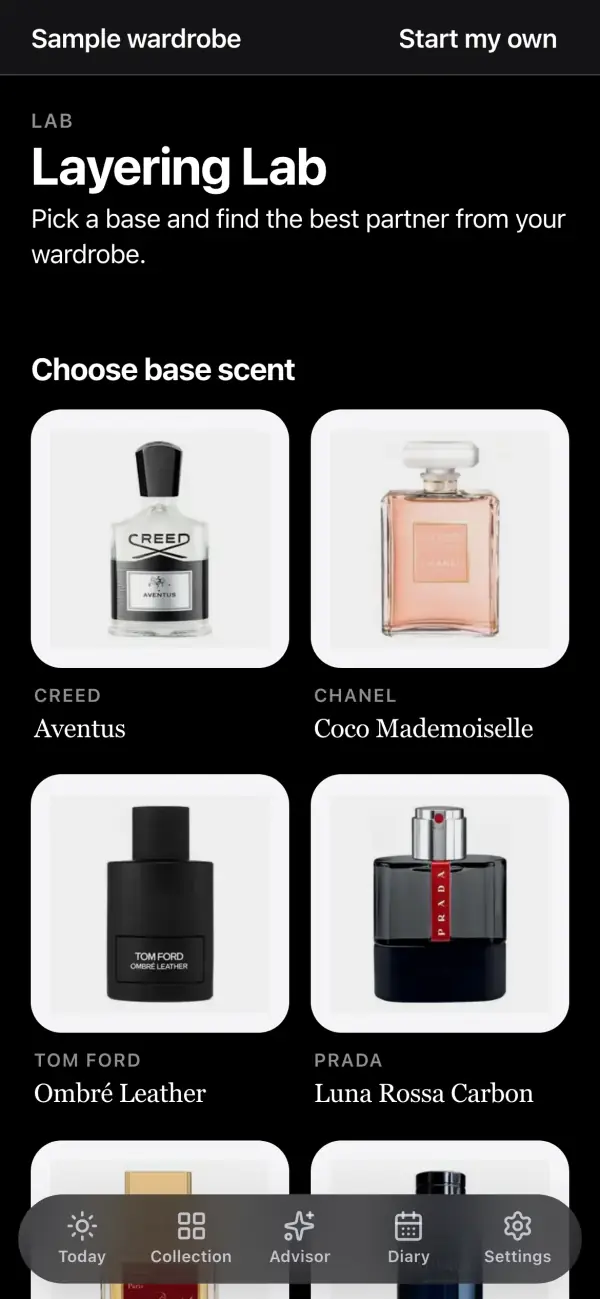 Sample wardrobe
Start my own
LAB
Layering Lab
Pick a base and find the best partner from your
wardrobe.
Choose base scent
CREED
AVENTUS
CREED
CHANEL
Aventus
Coco Mademoiselle
TOM FORD
OMBRÉ LEATHER
PRADA
TOM FORD
PRADA
Ombré Leather
Luna Rossa Carbon
Paris
Today
Collection
Advisor
Diary
Settings